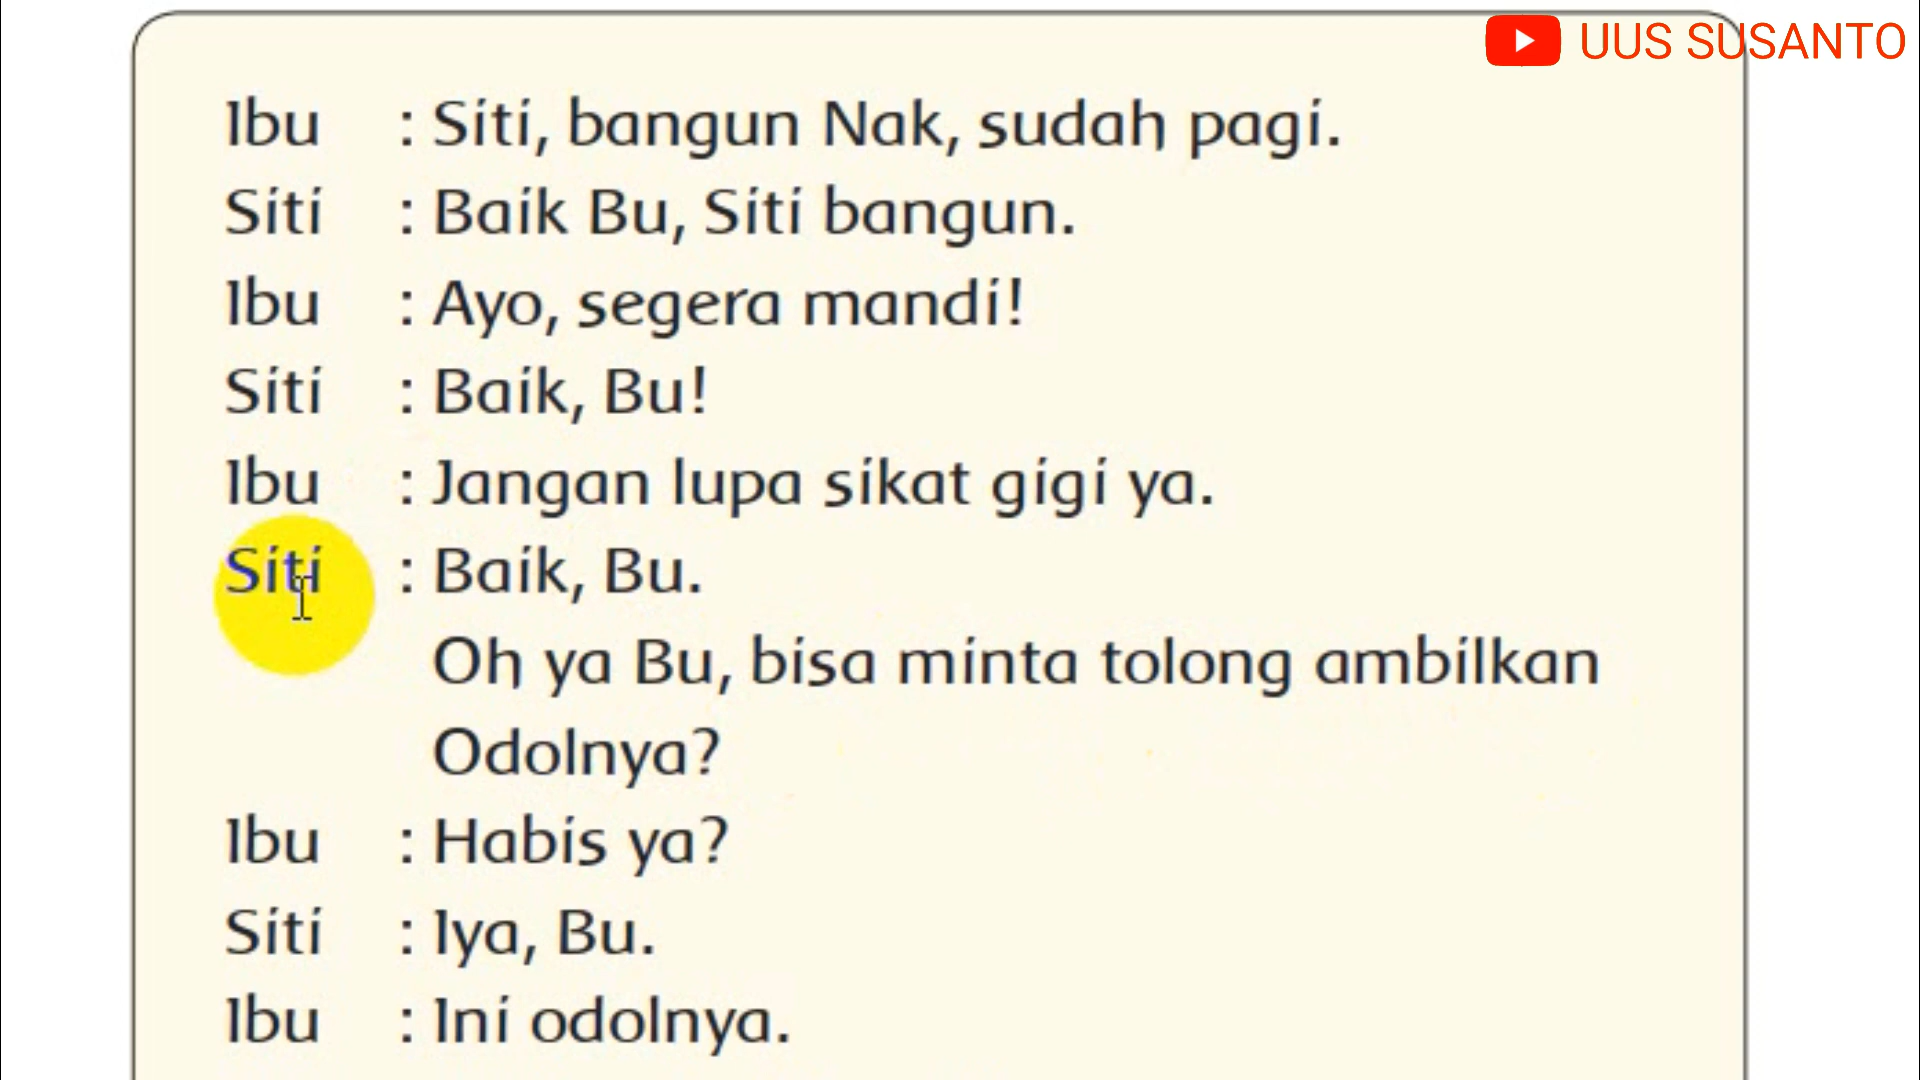 UUS SUSANTO
Ibu : Siti, bangun Nak, sudah pagi.
Siti : Baik Bu, Siti bangun.
Ibu : Ayo, segera mandi!
Siti : Baik, Bu!
Ibu : Jangan lupa sikat gigi ya.
Siti : Baik, Bu.
Oh ya Bu, bisa minta tolong ambilkan
Odolnya?
Ibu : Habis ya?
Siti : Iya, Bu.
Ibu : Ini odolnya.